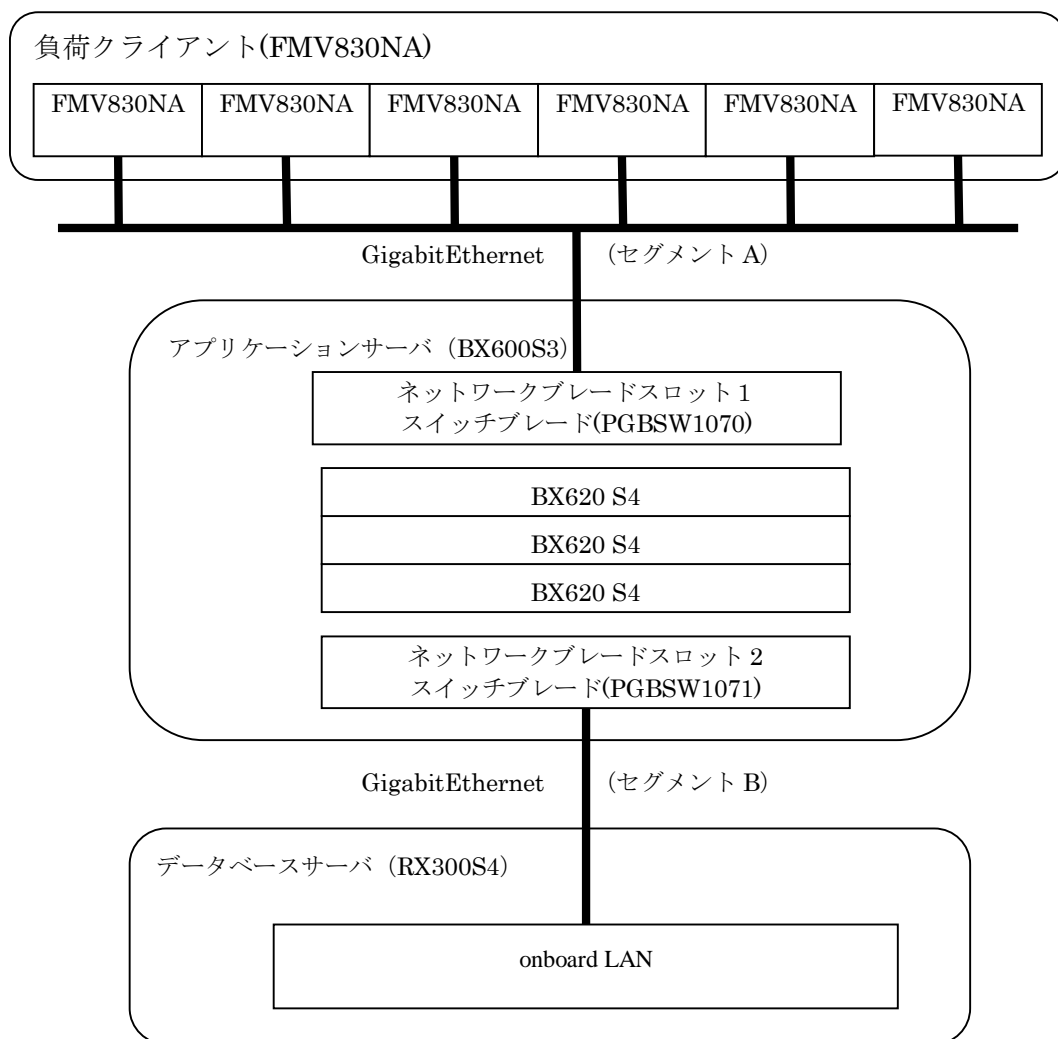 負荷クライアント(FMV830NA)
FMV830NA FMV830NA FMV830NA FMV830NA FMV830NA FMV830NA
GigabitEthernet (セグメント A)
アプリケーションサーバ (BX600S3)
ネットワークブレードスロット 1
スイッチブレード(PGBSW1070)
BX620 S4
BX620 S4
BX620 S4
ネットワークブレードスロット 2
スイッチブレード(PGBSW1071)
GigabitEthernet (セグメント B)
データベースサーバ (RX300S4)
onboard LAN